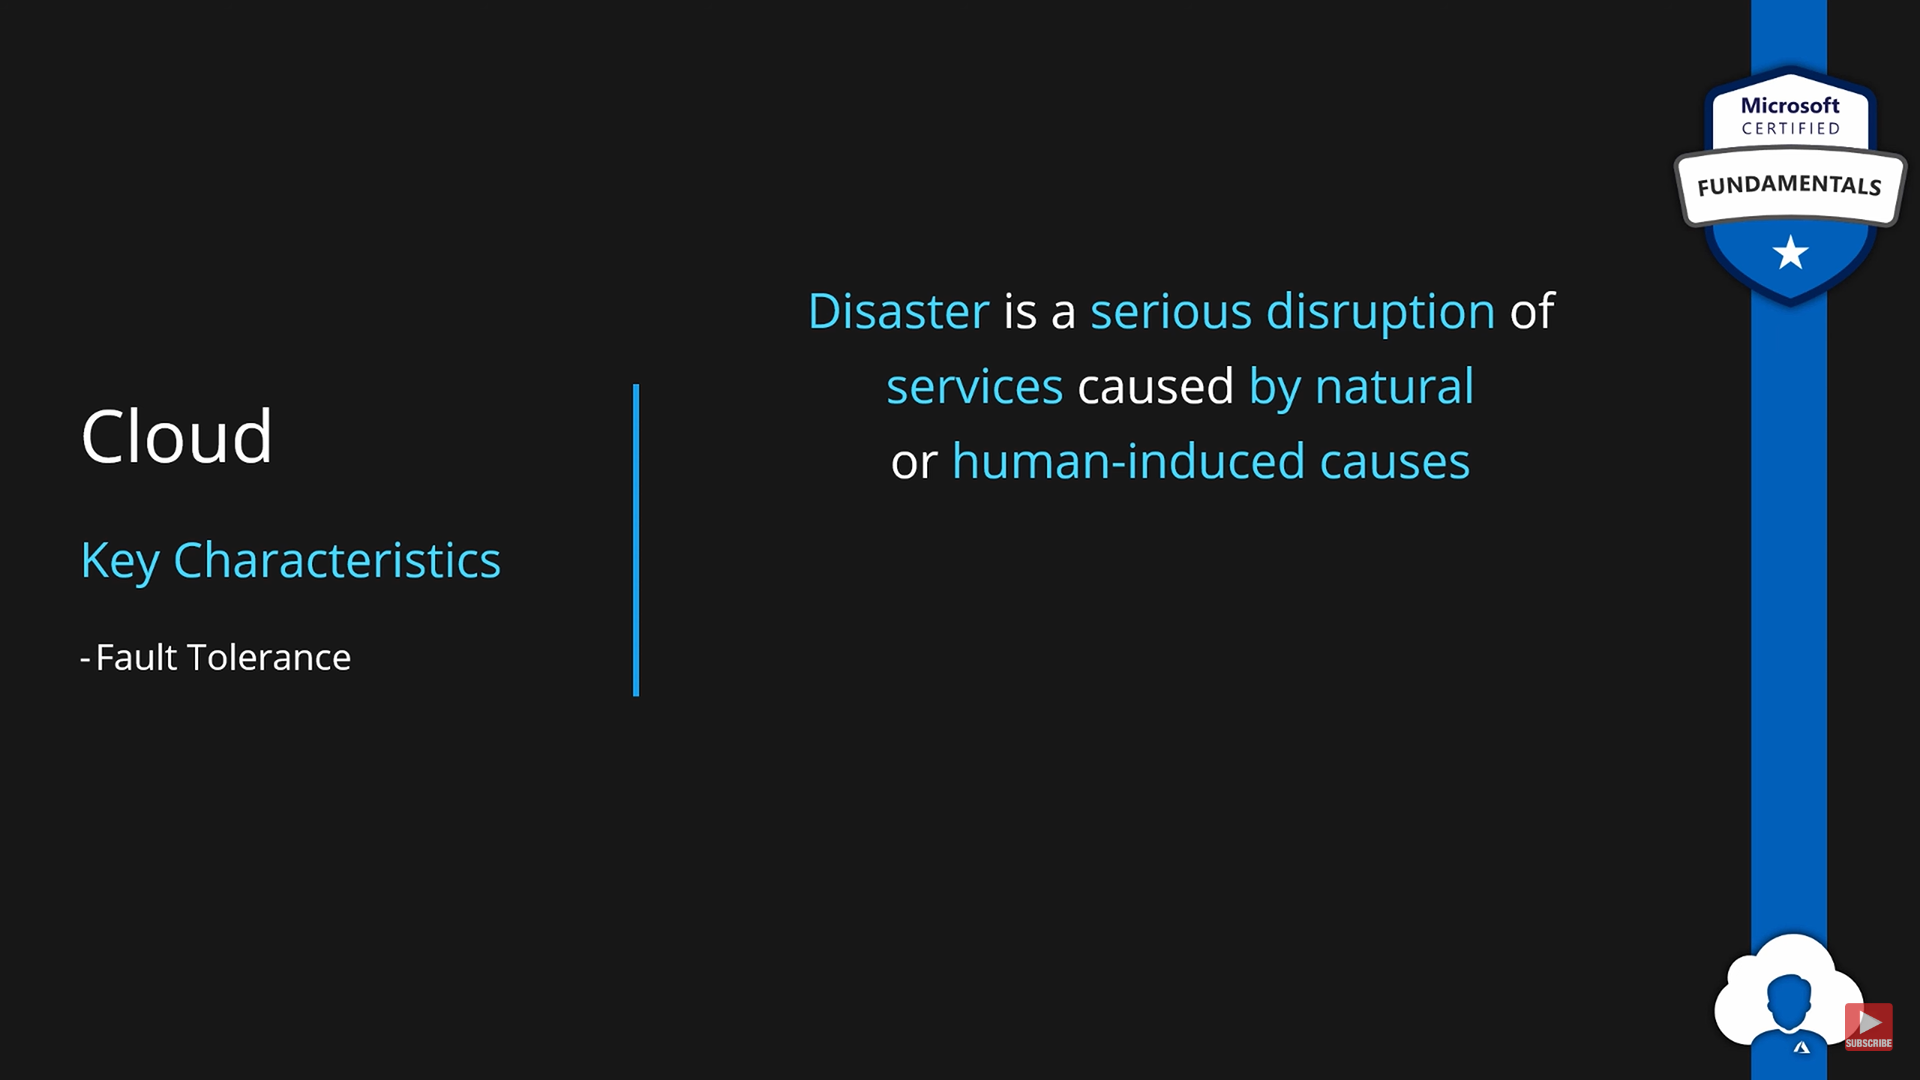 Cloud
Key Characteristics
- Fault Tolerance
Disaster is a serious disruption of
services caused by natural
or human-induced causes
Microsoft
CERTIFIED
FUNDAMENTALS
SUBSCRIBE